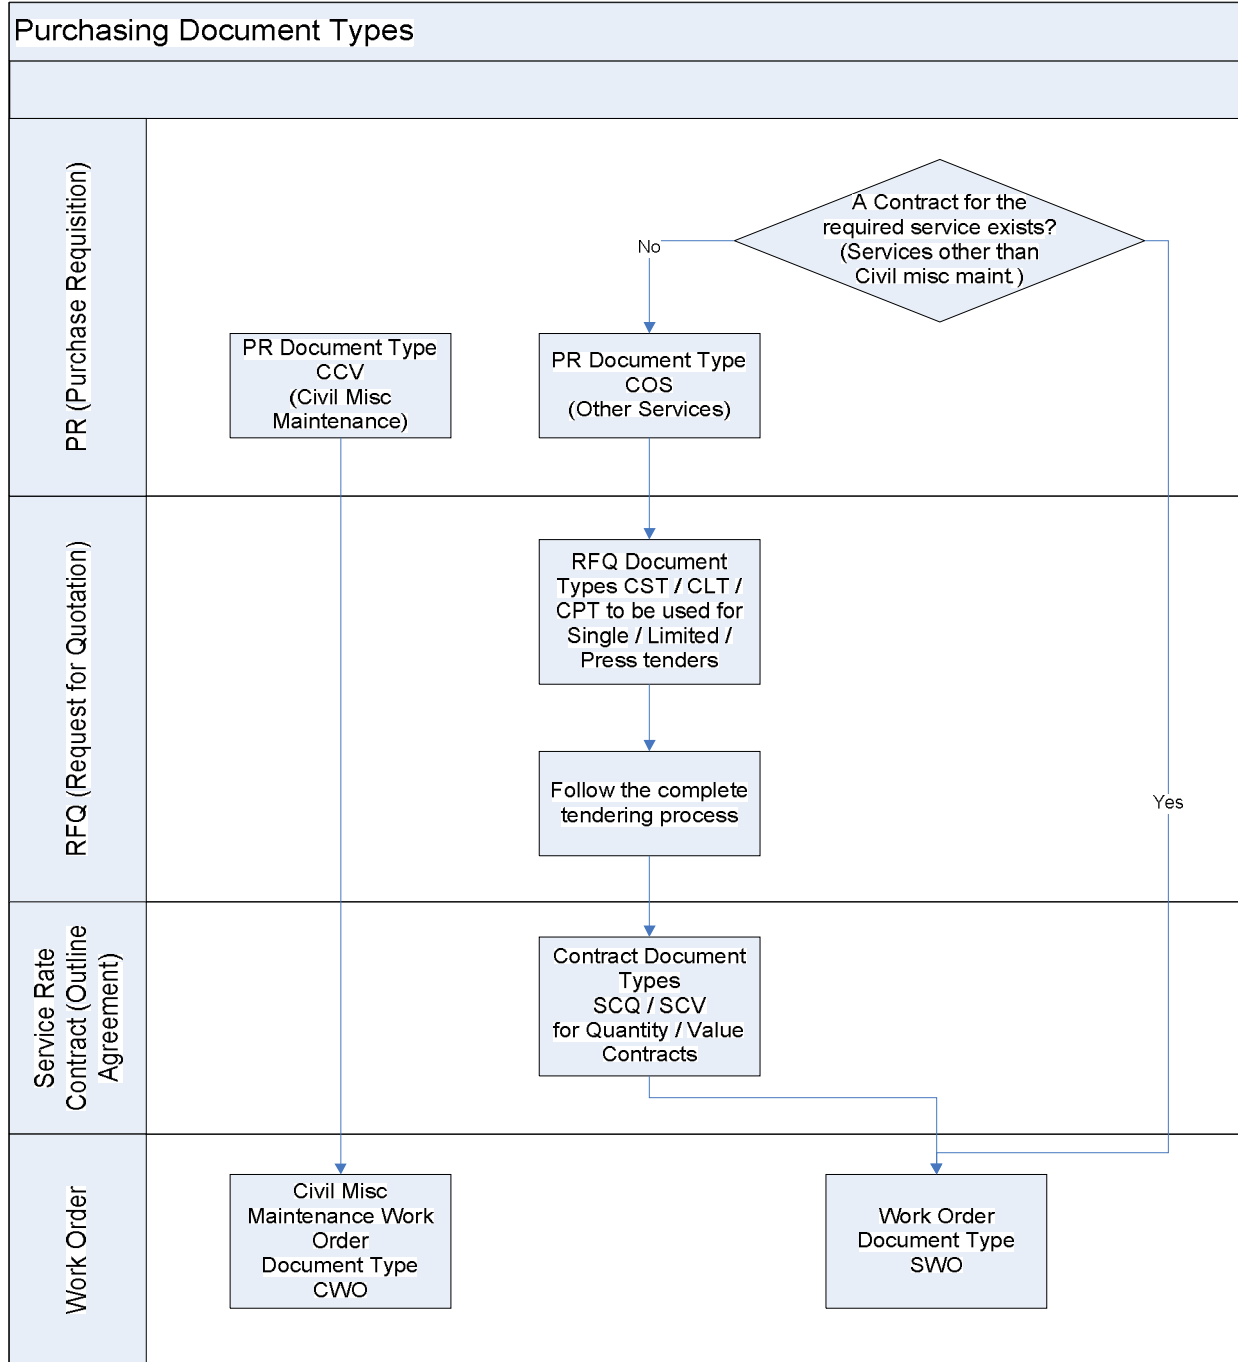 Purchasing Document Types
PR (Purchase Requisition)
A Contract for the
required service exists?
(Services other than
Civil misc maint.)
No
PR Document Type
CCV
(Civil Misc
Maintenance)
PR Document Type
COS
(Other Services)
RFQ (Request for Quotation)
RFQ Document
Types CST / CLT /
CPT to be used for
Single / Limited /
Press tenders
Follow the complete
tendering process
Yes
Service Rate
Contract (Outline
Agreement)
Contract Document
Types
SCQ / SCV
for Quantity / Value
Contracts
Work Order
Civil Misc
Maintenance Work
Order
Document Type
CWO
Work Order
Document Type
SWO